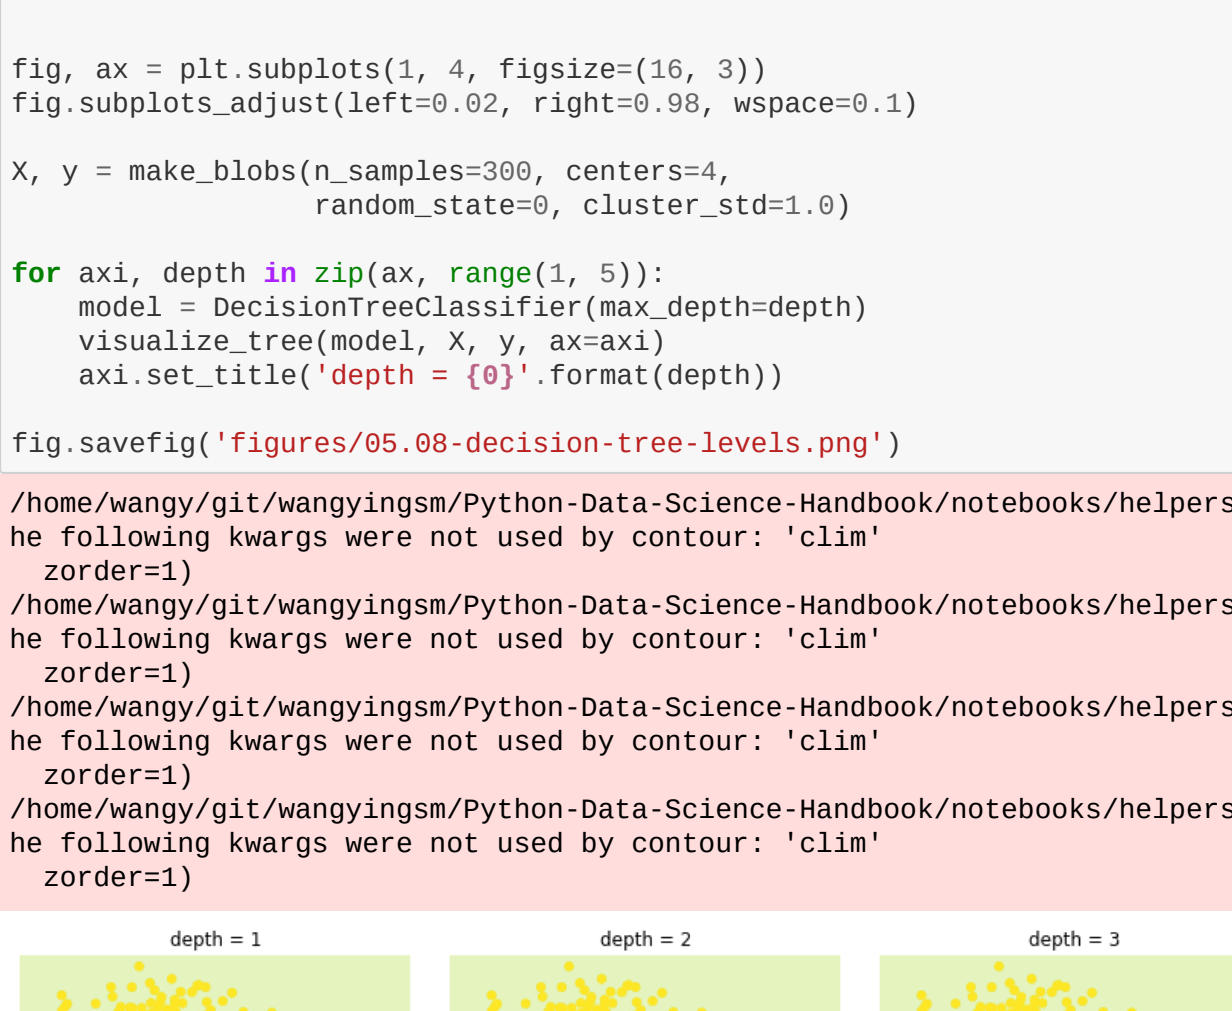 fig, ax = plt.subplots(1, 4, figsize=(16, 3))
fig.subplots_adjust(left=0.02, right=0.98, wspace=0.1)

X, y = make_blobs(n_samples=300, centers=4,
                  random_state=0, cluster_std=1.0)

for axi, depth in zip(ax, range(1, 5)):
    model = DecisionTreeClassifier(max_depth=depth)
    visualize_tree(model, X, y, ax=axi)
    axi.set_title('depth = {0}'.format(depth))

fig.savefig('figures/05.08-decision-tree-levels.png')
/home/wangy/git/wangyingsm/Python-Data-Science-Handbook/notebooks/helpers
he following kwargs were not used by contour: 'clim'
  zorder=1)
/home/wangy/git/wangyingsm/Python-Data-Science-Handbook/notebooks/helpers
he following kwargs were not used by contour: 'clim'
  zorder=1)
/home/wangy/git/wangyingsm/Python-Data-Science-Handbook/notebooks/helpers
he following kwargs were not used by contour: 'clim'
  zorder=1)
/home/wangy/git/wangyingsm/Python-Data-Science-Handbook/notebooks/helpers
he following kwargs were not used by contour: 'clim'
  zorder=1)
depth = 1
depth = 2
depth = 3